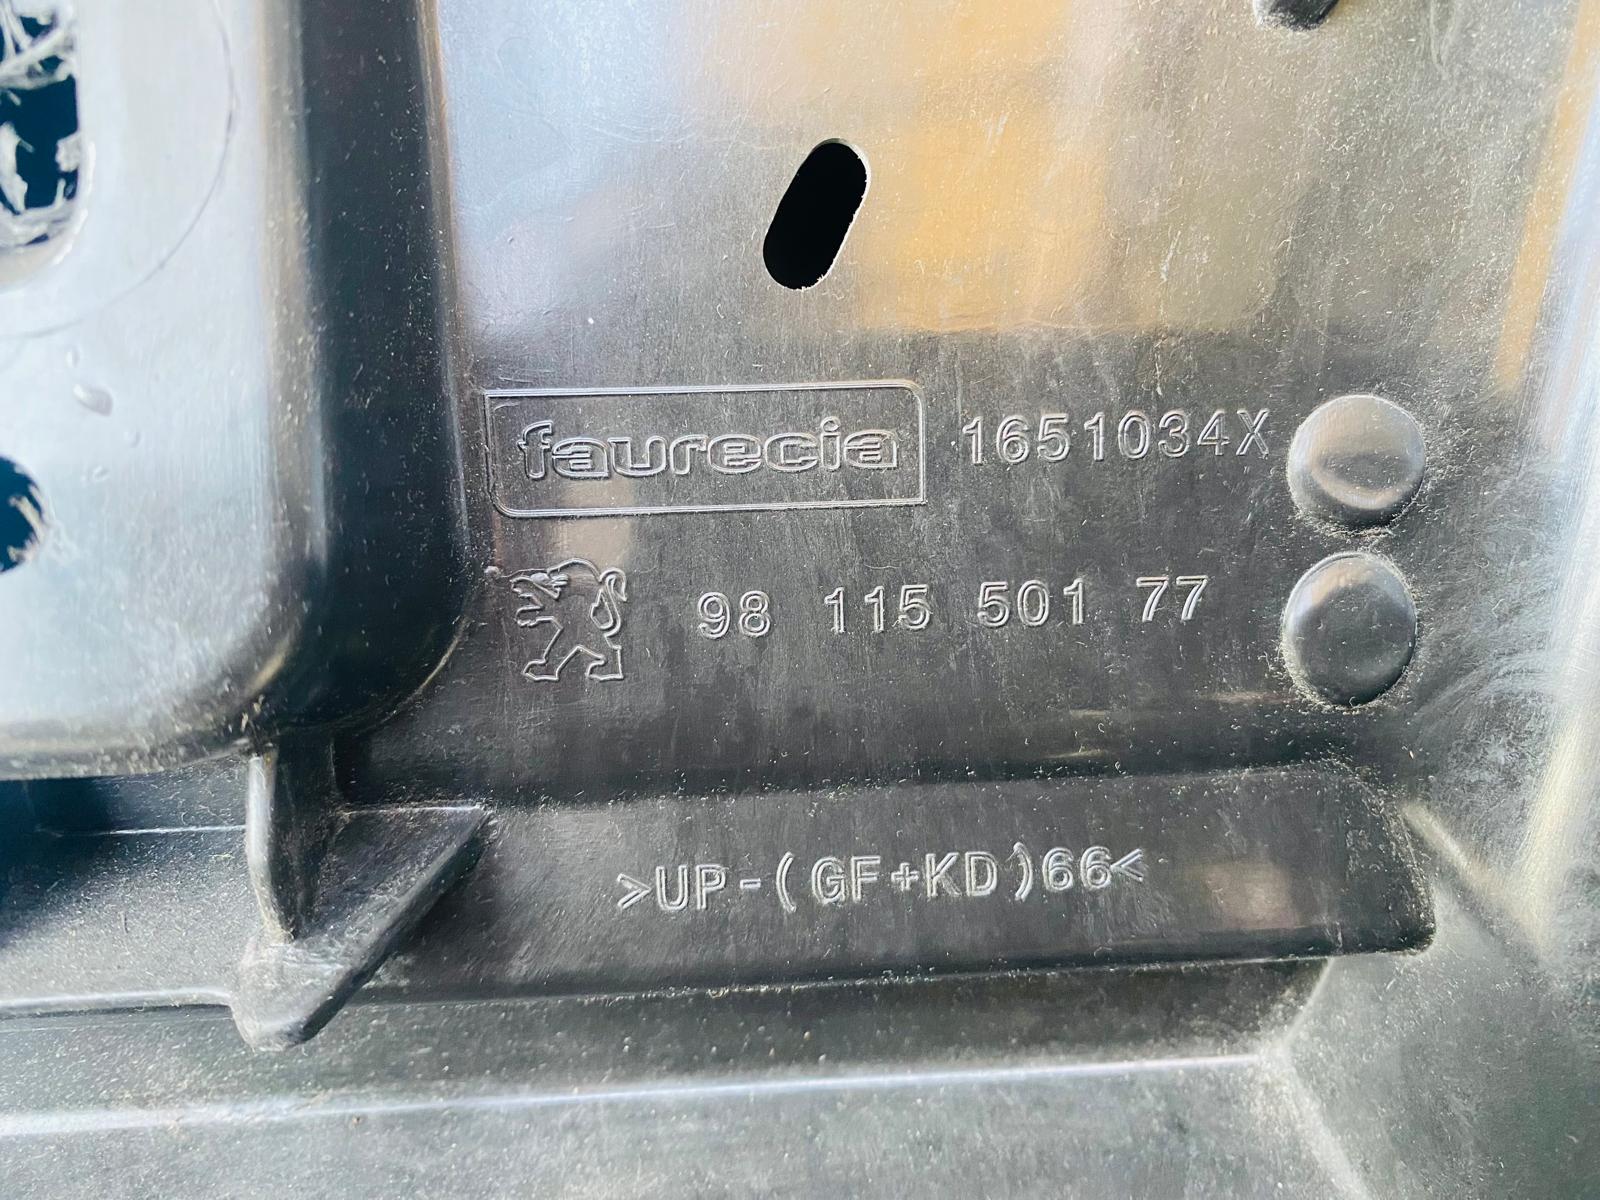 faurecia 1651034X
98 115 501 77
>UP-(GF+KD)66<